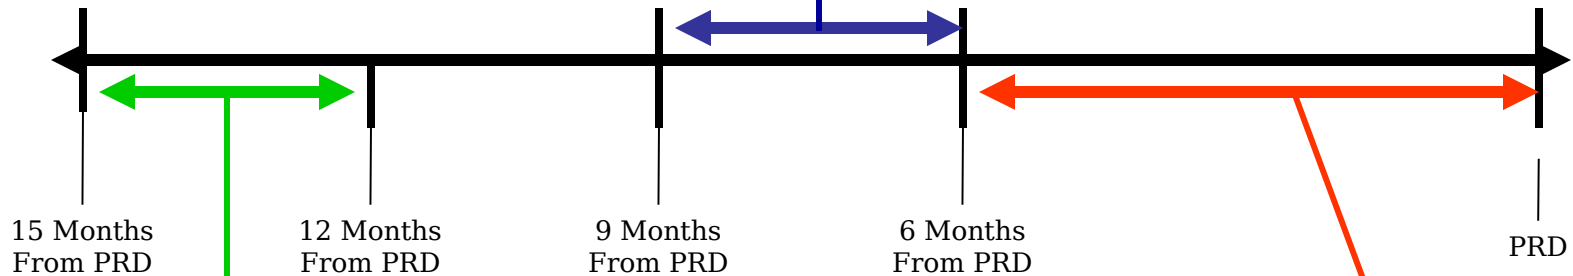 15 Months
From PRD
12 Months
From PRD
9 Months
From PRD
6 Months
From PRD
PRD